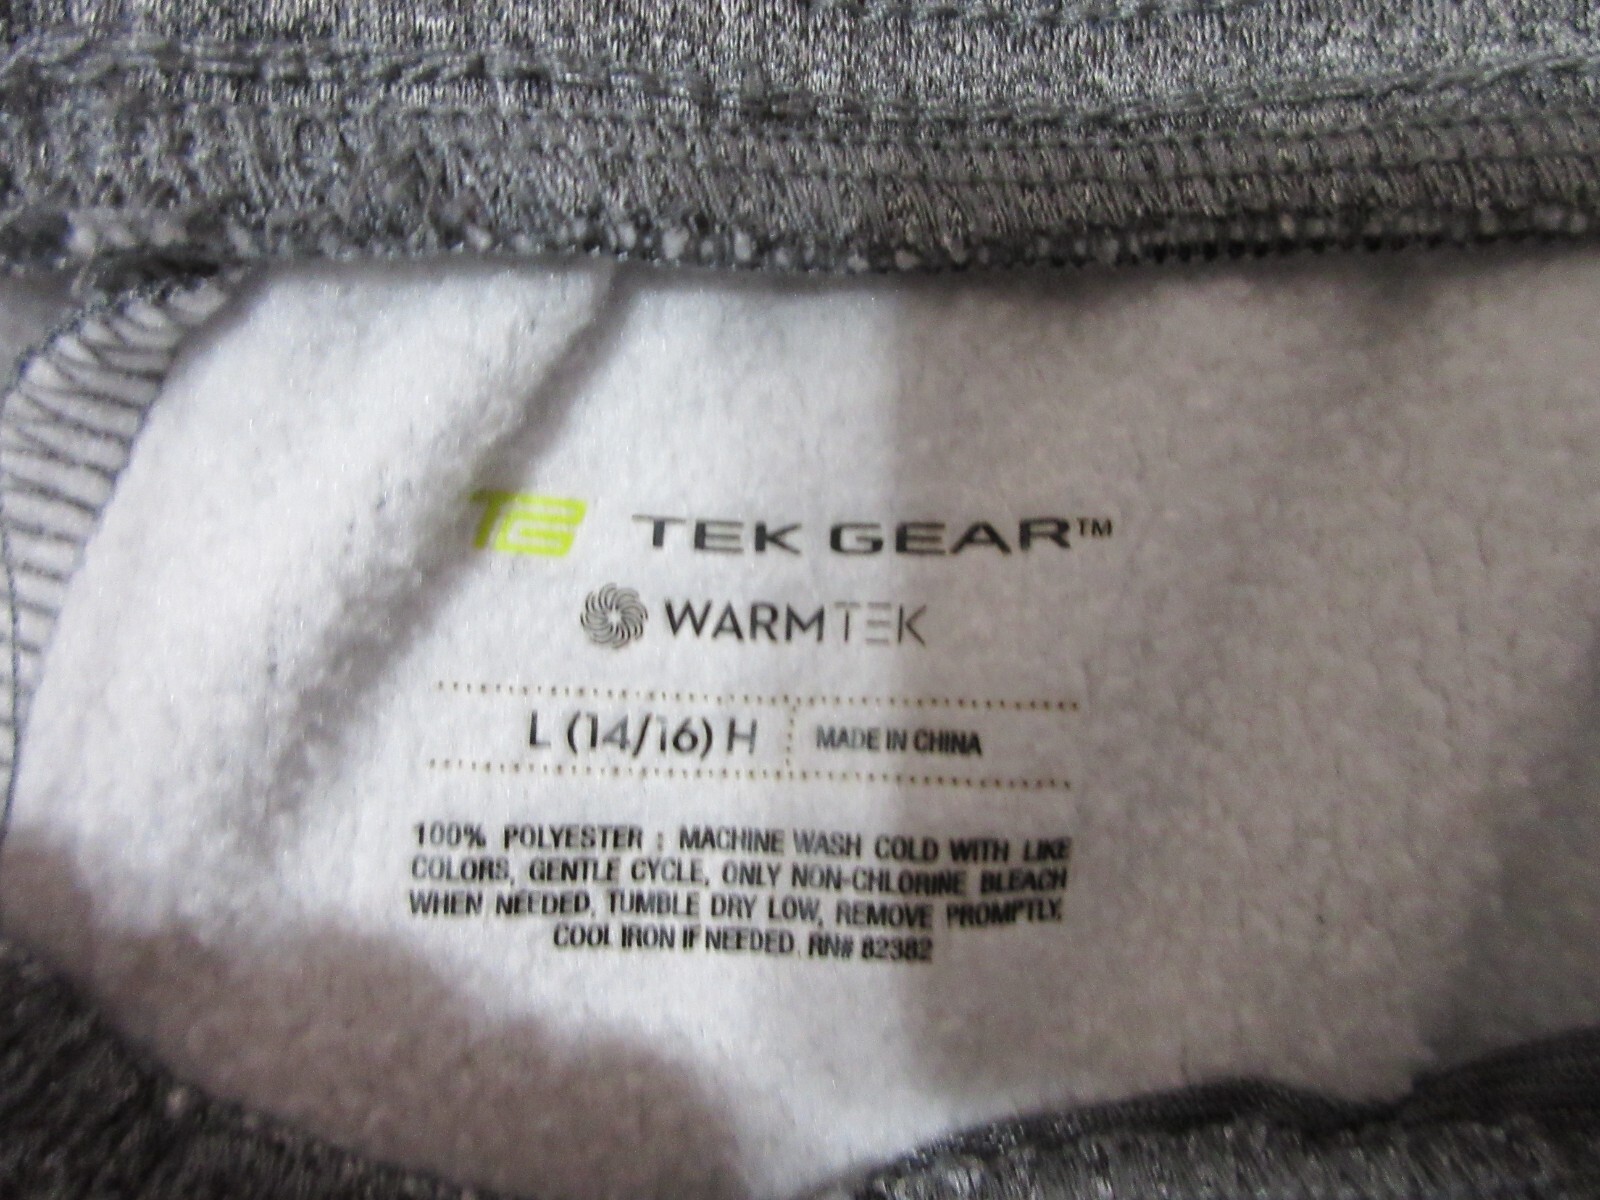 TG TEK GEAR™
WARMTEK
L (14/16) H MADE IN CHINA
100% POLYESTER ; MACHINE WASH COLD WITH LIKE
COLORS, GENTLE CYCLE, ONLY NON-CHLORINE BLEACH
WHEN NEEDED, TUMBLE DRY LOW, REMOVE PROMPTLY,
COOL IRON IF NEEDED. RN# 82382